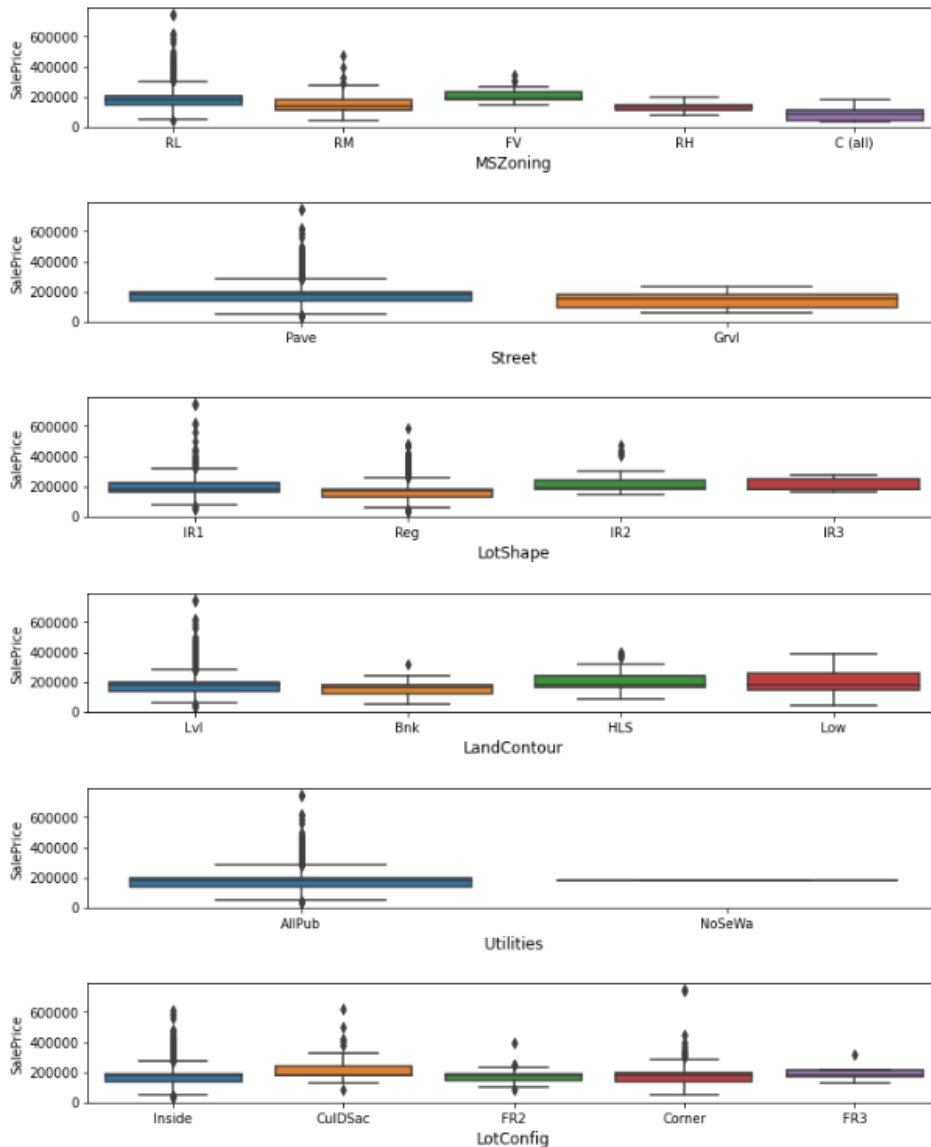 600000
400000
200000
0
SalePrice
RL RM FV RH C (all)
MSZoning
600000
400000
200000
0
SalePrice
Pave Grvl
Street
600000
400000
200000
0
SalePrice
IR1 Reg IR2 IR3
LotShape
600000
400000
200000
0
SalePrice
Lvl Bnk HLS Low
LandContour
600000
400000
200000
0
SalePrice
AllPub NoSeWa
Utilities
600000
400000
200000
0
SalePrice
Inside CulDSac FR2 Corner FR3
LotConfig